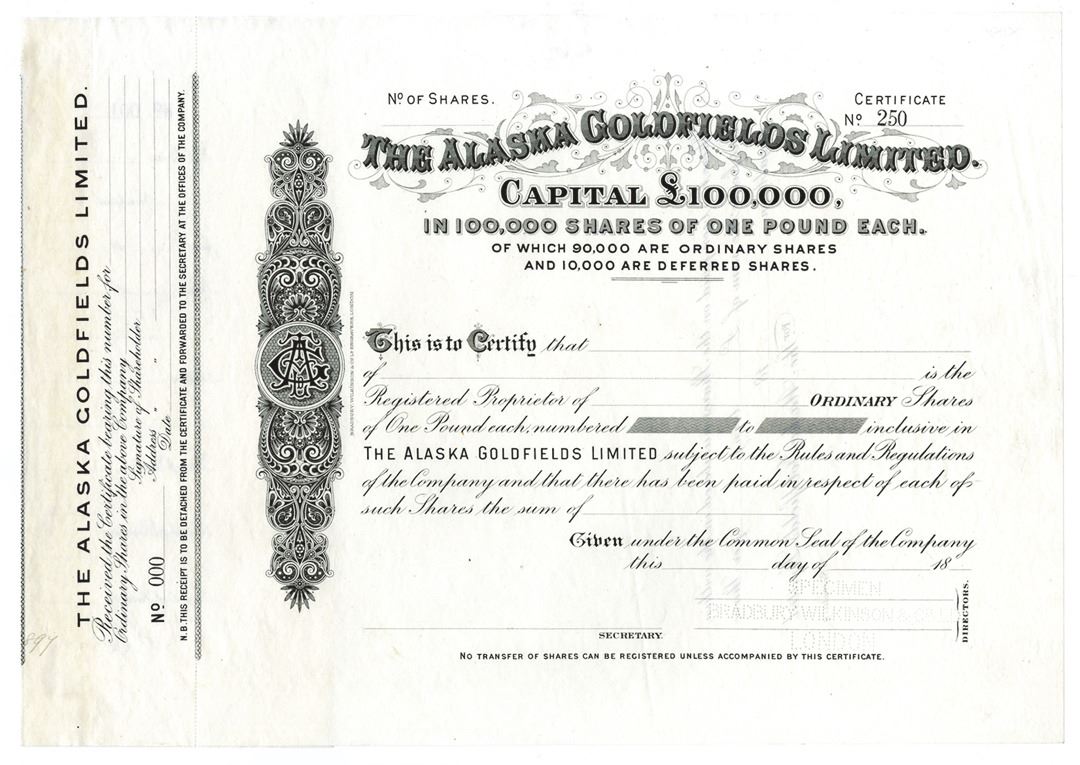 THE ALASKA GOLDFIELDS LIMITED.
Received the Certificate bearing this number for
Ordinary Shares in the above Company
Signature of Shareholder
Address " "
Date "
Nº 000
N.B. THIS RECEIPT IS TO BE DETACHED FROM THE CERTIFICATE AND FORWARDED TO THE SECRETARY AT THE OFFICES OF THE COMPANY.
Nº OF SHARES.
CERTIFICATE
Nº 250
THE ALASKA GOLDFIELDS LIMITED.
CAPITAL £100,000,
IN 100,000 SHARES OF ONE POUND EACH.
OF WHICH 90,000 ARE ORDINARY SHARES
AND 10,000 ARE DEFERRED SHARES.
This is to Certify that
of is the
Registered Proprietor of ORDINARY Shares
of One Pound each, numbered to inclusive in
THE ALASKA GOLDFIELDS LIMITED subject to the Rules and Regulations
of the Company and that there has been paid in respect of each of
such Shares the sum of
Given under the Common Seal of the Company
this day of 18
SPECIMEN
BRADBURY WILKINSON & CO. LD
LONDON
DIRECTORS.
SECRETARY.
NO TRANSFER OF SHARES CAN BE REGISTERED UNLESS ACCOMPANIED BY THIS CERTIFICATE.